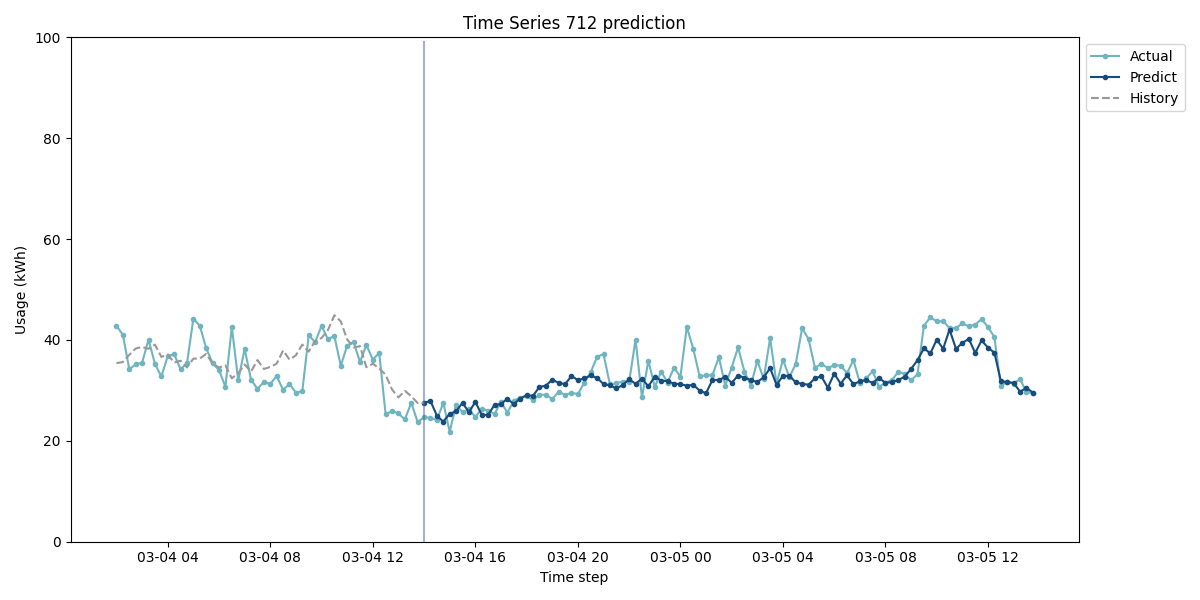 Time Series 712 prediction
Usage (kWh)
100
80
60
40
20
0
03-04 04
03-04 08
03-04 12
03-04 16
03-04 20
03-05 00
03-05 04
03-05 08
03-05 12
Time step
Actual
Predict
History